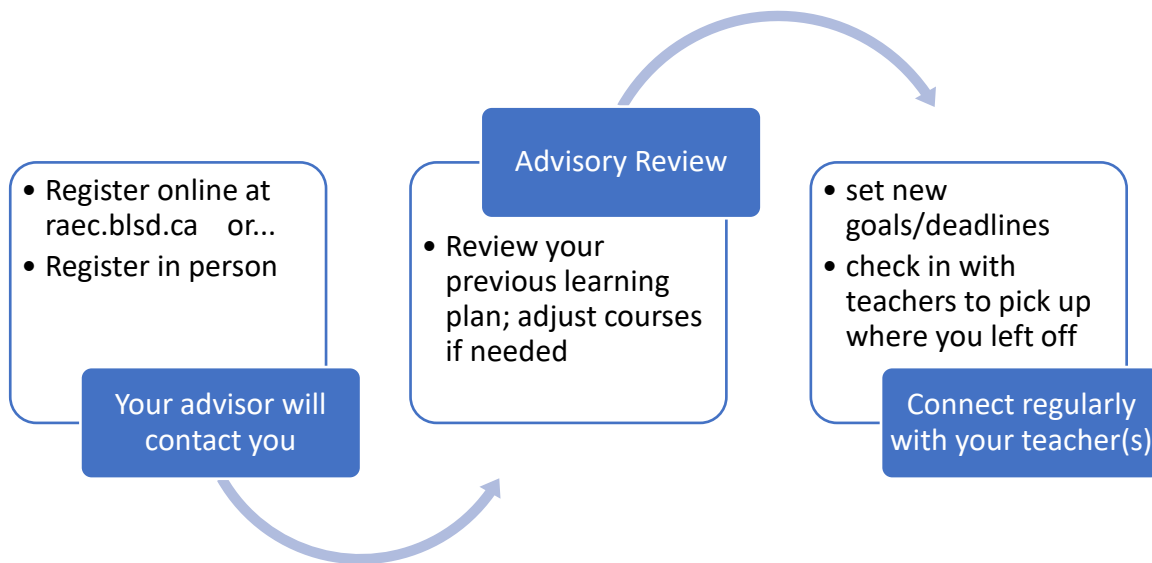 • Register online at
raec.blsd.ca or...
• Register in person
Your advisor will
contact you
Advisory Review
• Review your
previous learning
plan; adjust courses
if needed
• set new
goals/deadlines
• check in with
teachers to pick up
where you left off
Connect regularly
with your teacher(s)